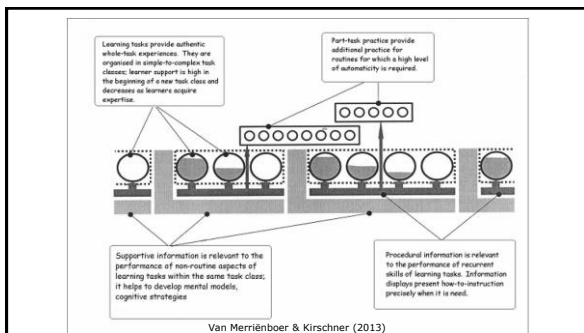 Learning tasks provide authentic
whole-task experiences. They are
organised in simple-to-complex task
classes; learner support is high in
the beginning of a new task class and
decreases as learners acquire
expertise.
Part-task practice provide
additional practice for
routines for which a high level
of automaticity is required.
Supportive information is relevant to the
performance of non-routine aspects of
learning tasks within the same task class;
it helps to develop mental models,
cognitive strategies
Procedural information is relevant
to the performance of recurrent
skills of learning tasks. Information
displays present how-to-instruction
precisely when it is need.
Van Merriënboer & Kirschner (2013)